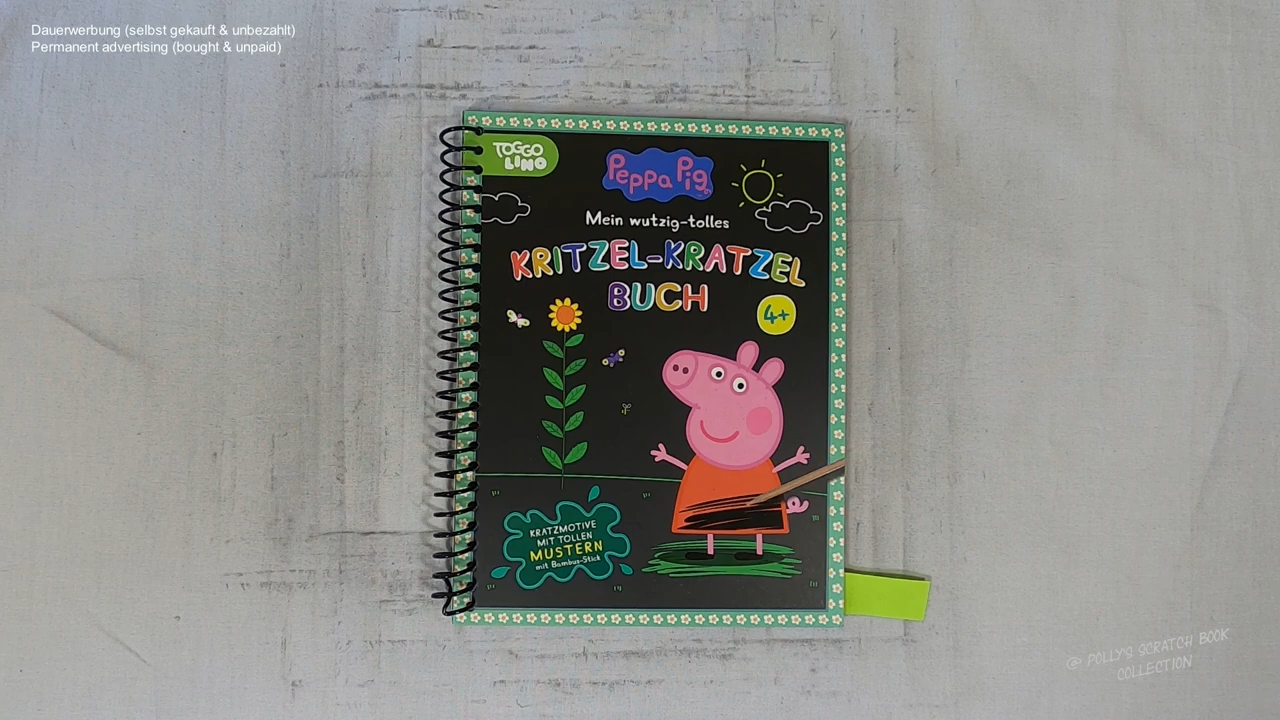 Dauerwerbung (selbst gekauft & unbezahlt)
Permanent advertising (bought & unpaid)
TOGGO
LINO
Peppa Pig
Mein wutzig-tolles
KRITZEL-KRATZEL
BUCH
4+
KRATZMOTIVE
MIT TOLLEN
MUSTERN
mit Bambus-Stick
@ POLLY'S SCRATCH BOOK
COLLECTION